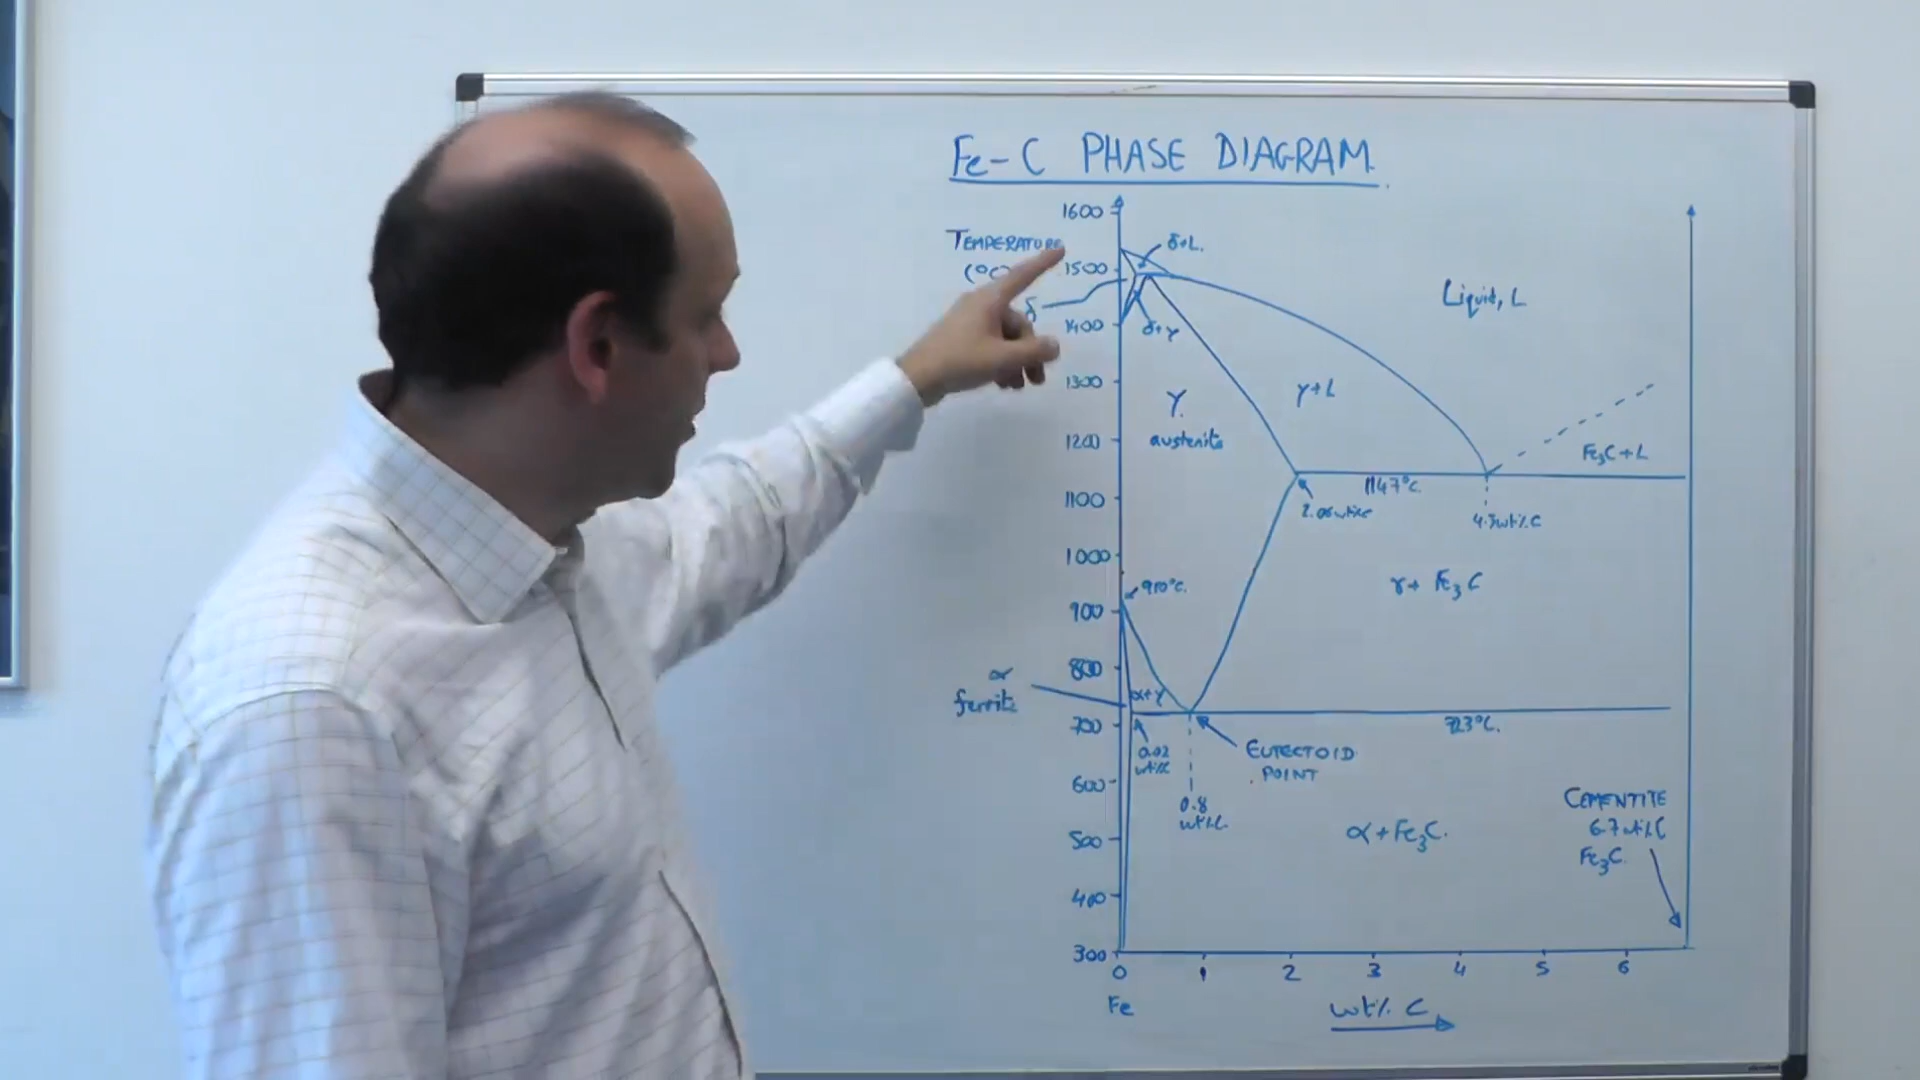 Fe-C PHASE DIAGRAM.
1600
TEMPERATURE
(°C)
δ+L.
1500
Liquid, L
δ
1400
δ+γ
1300
γ
γ+L
austenite
1200
Fe3C+L
1147°C
1100
2.06wt%C
4.3wt%C
1000
γ+ Fe3C
910°C.
900
800
α
ferrite
α+γ
700
723°C.
0.02
wt%C
EUTECTOID
POINT
600
CEMENTITE
6.7wt%C
Fe3C.
0.8
wt%C.
500
α+Fe3C.
400
300
0 1 2 3 4 5 6
Fe
wt% C